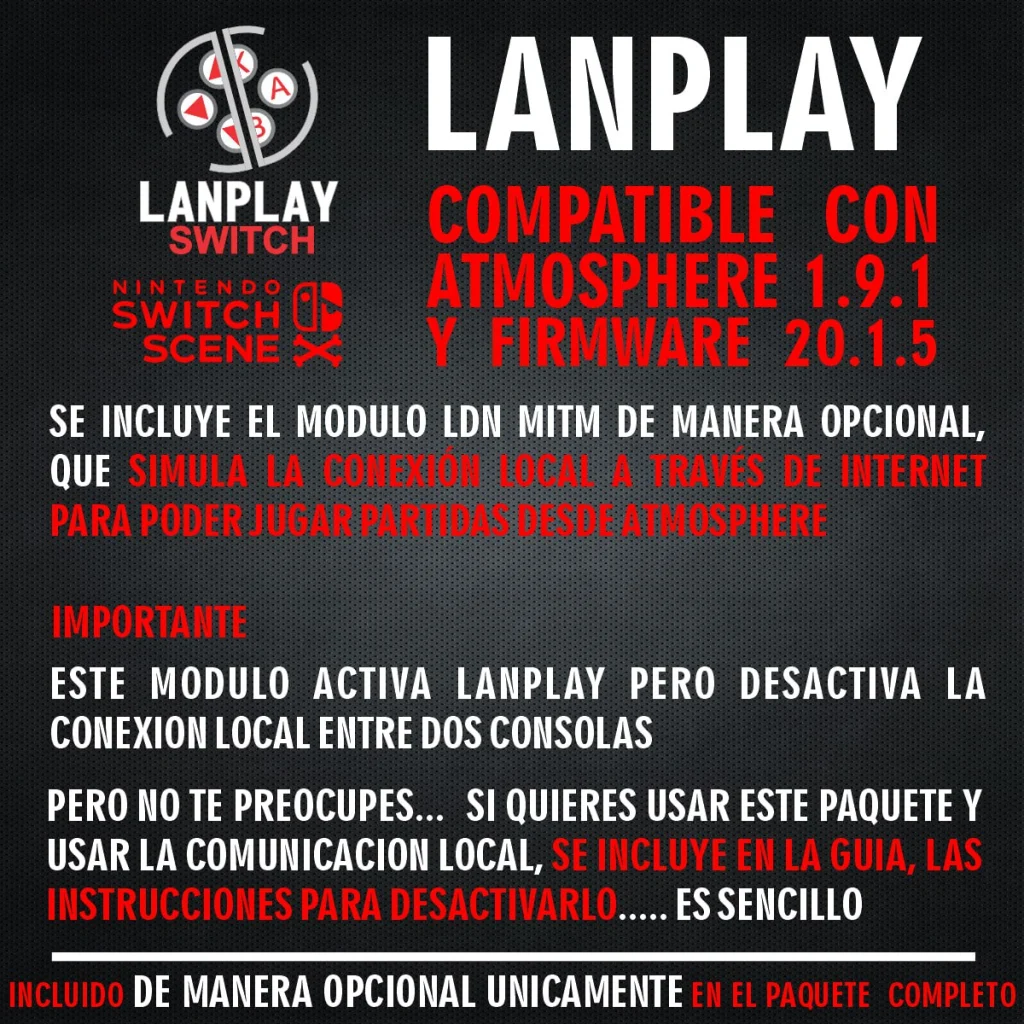 LANPLAY
SWITCH
NINTENDO
SWITCH
SCENE
LANPLAY
COMPATIBLE CON
ATMOSPHERE 1.9.1
Y FIRMWARE 20.1.5
SE INCLUYE EL MODULO LDN MITM DE MANERA OPCIONAL,
QUE SIMULA LA CONEXIÓN LOCAL A TRAVÉS DE INTERNET
PARA PODER JUGAR PARTIDAS DESDE ATMOSPHERE
IMPORTANTE
ESTE MODULO ACTIVA LANPLAY PERO DESACTIVA LA
CONEXION LOCAL ENTRE DOS CONSOLAS
PERO NO TE PREOCUPES... SI QUIERES USAR ESTE PAQUETE Y
USAR LA COMUNICACION LOCAL, SE INCLUYE EN LA GUIA, LAS
INSTRUCCIONES PARA DESACTIVARLO..... ES SENCILLO
INCLUIDO DE MANERA OPCIONAL UNICAMENTE EN EL PAQUETE COMPLETO